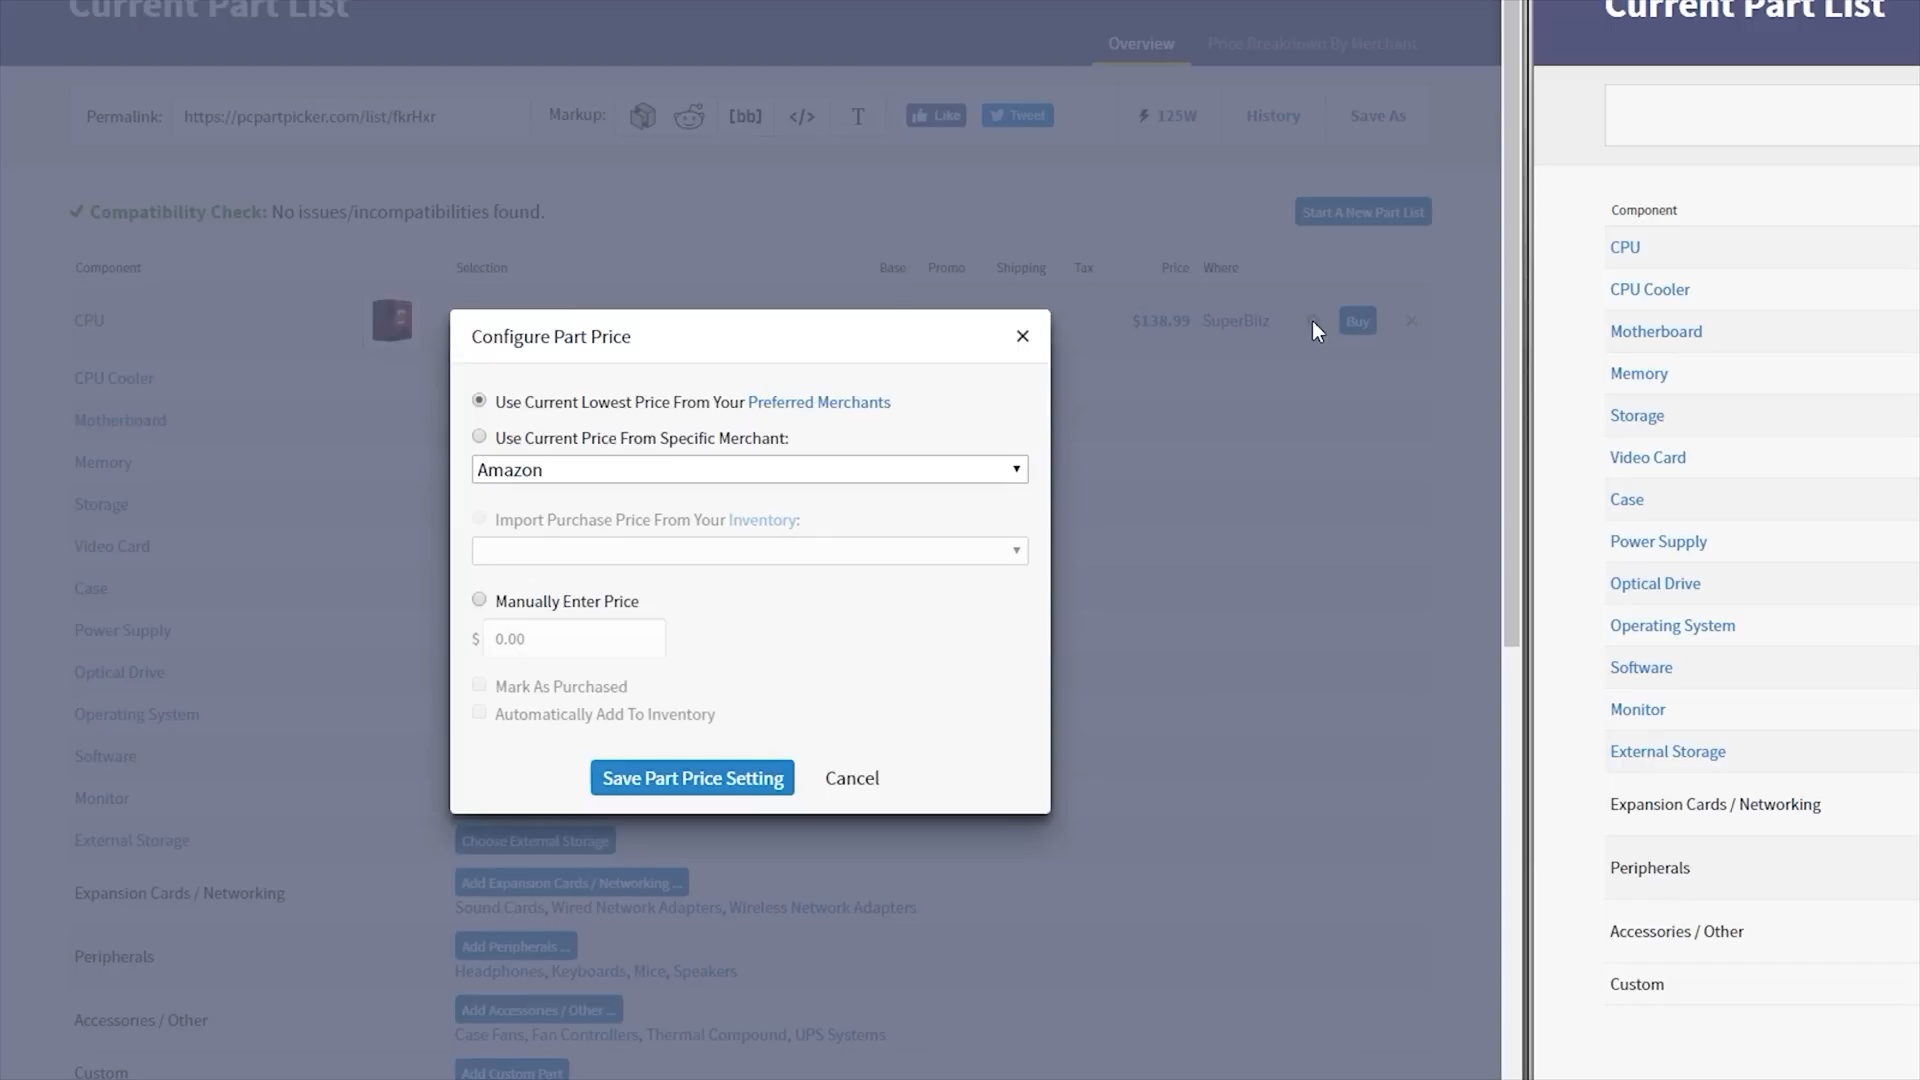 Current Part List
Overview
Price Breakdown By Merchant
Permalink:
https://pcpartpicker.com/list/fkrHxr
Markup:
[bb]
</>
T
Like
Tweet
125W
History
Save As
Compatibility Check: No issues/incompatibilities found.
Start A New Part List
Component
Selection
Base
Promo
Shipping
Tax
Price
Where
CPU
$138.99
SuperBiiz
Buy
CPU Cooler
Motherboard
Memory
Storage
Video Card
Case
Power Supply
Optical Drive
Operating System
Software
Monitor
External Storage
Choose External Storage
Expansion Cards / Networking
Add Expansion Cards / Networking ...
Sound Cards, Wired Network Adapters, Wireless Network Adapters
Peripherals
Add Peripherals ...
Headphones, Keyboards, Mice, Speakers
Accessories / Other
Add Accessories / Other ...
Case Fans, Fan Controllers, Thermal Compound, UPS Systems
Custom
Add Custom Part
Configure Part Price
Use Current Lowest Price From Your Preferred Merchants
Use Current Price From Specific Merchant:
Amazon
Import Purchase Price From Your Inventory:
Manually Enter Price
$ 0.00
Mark As Purchased
Automatically Add To Inventory
Save Part Price Setting
Cancel
Current Part List
Component
CPU
CPU Cooler
Motherboard
Memory
Storage
Video Card
Case
Power Supply
Optical Drive
Operating System
Software
Monitor
External Storage
Expansion Cards / Networking
Peripherals
Accessories / Other
Custom